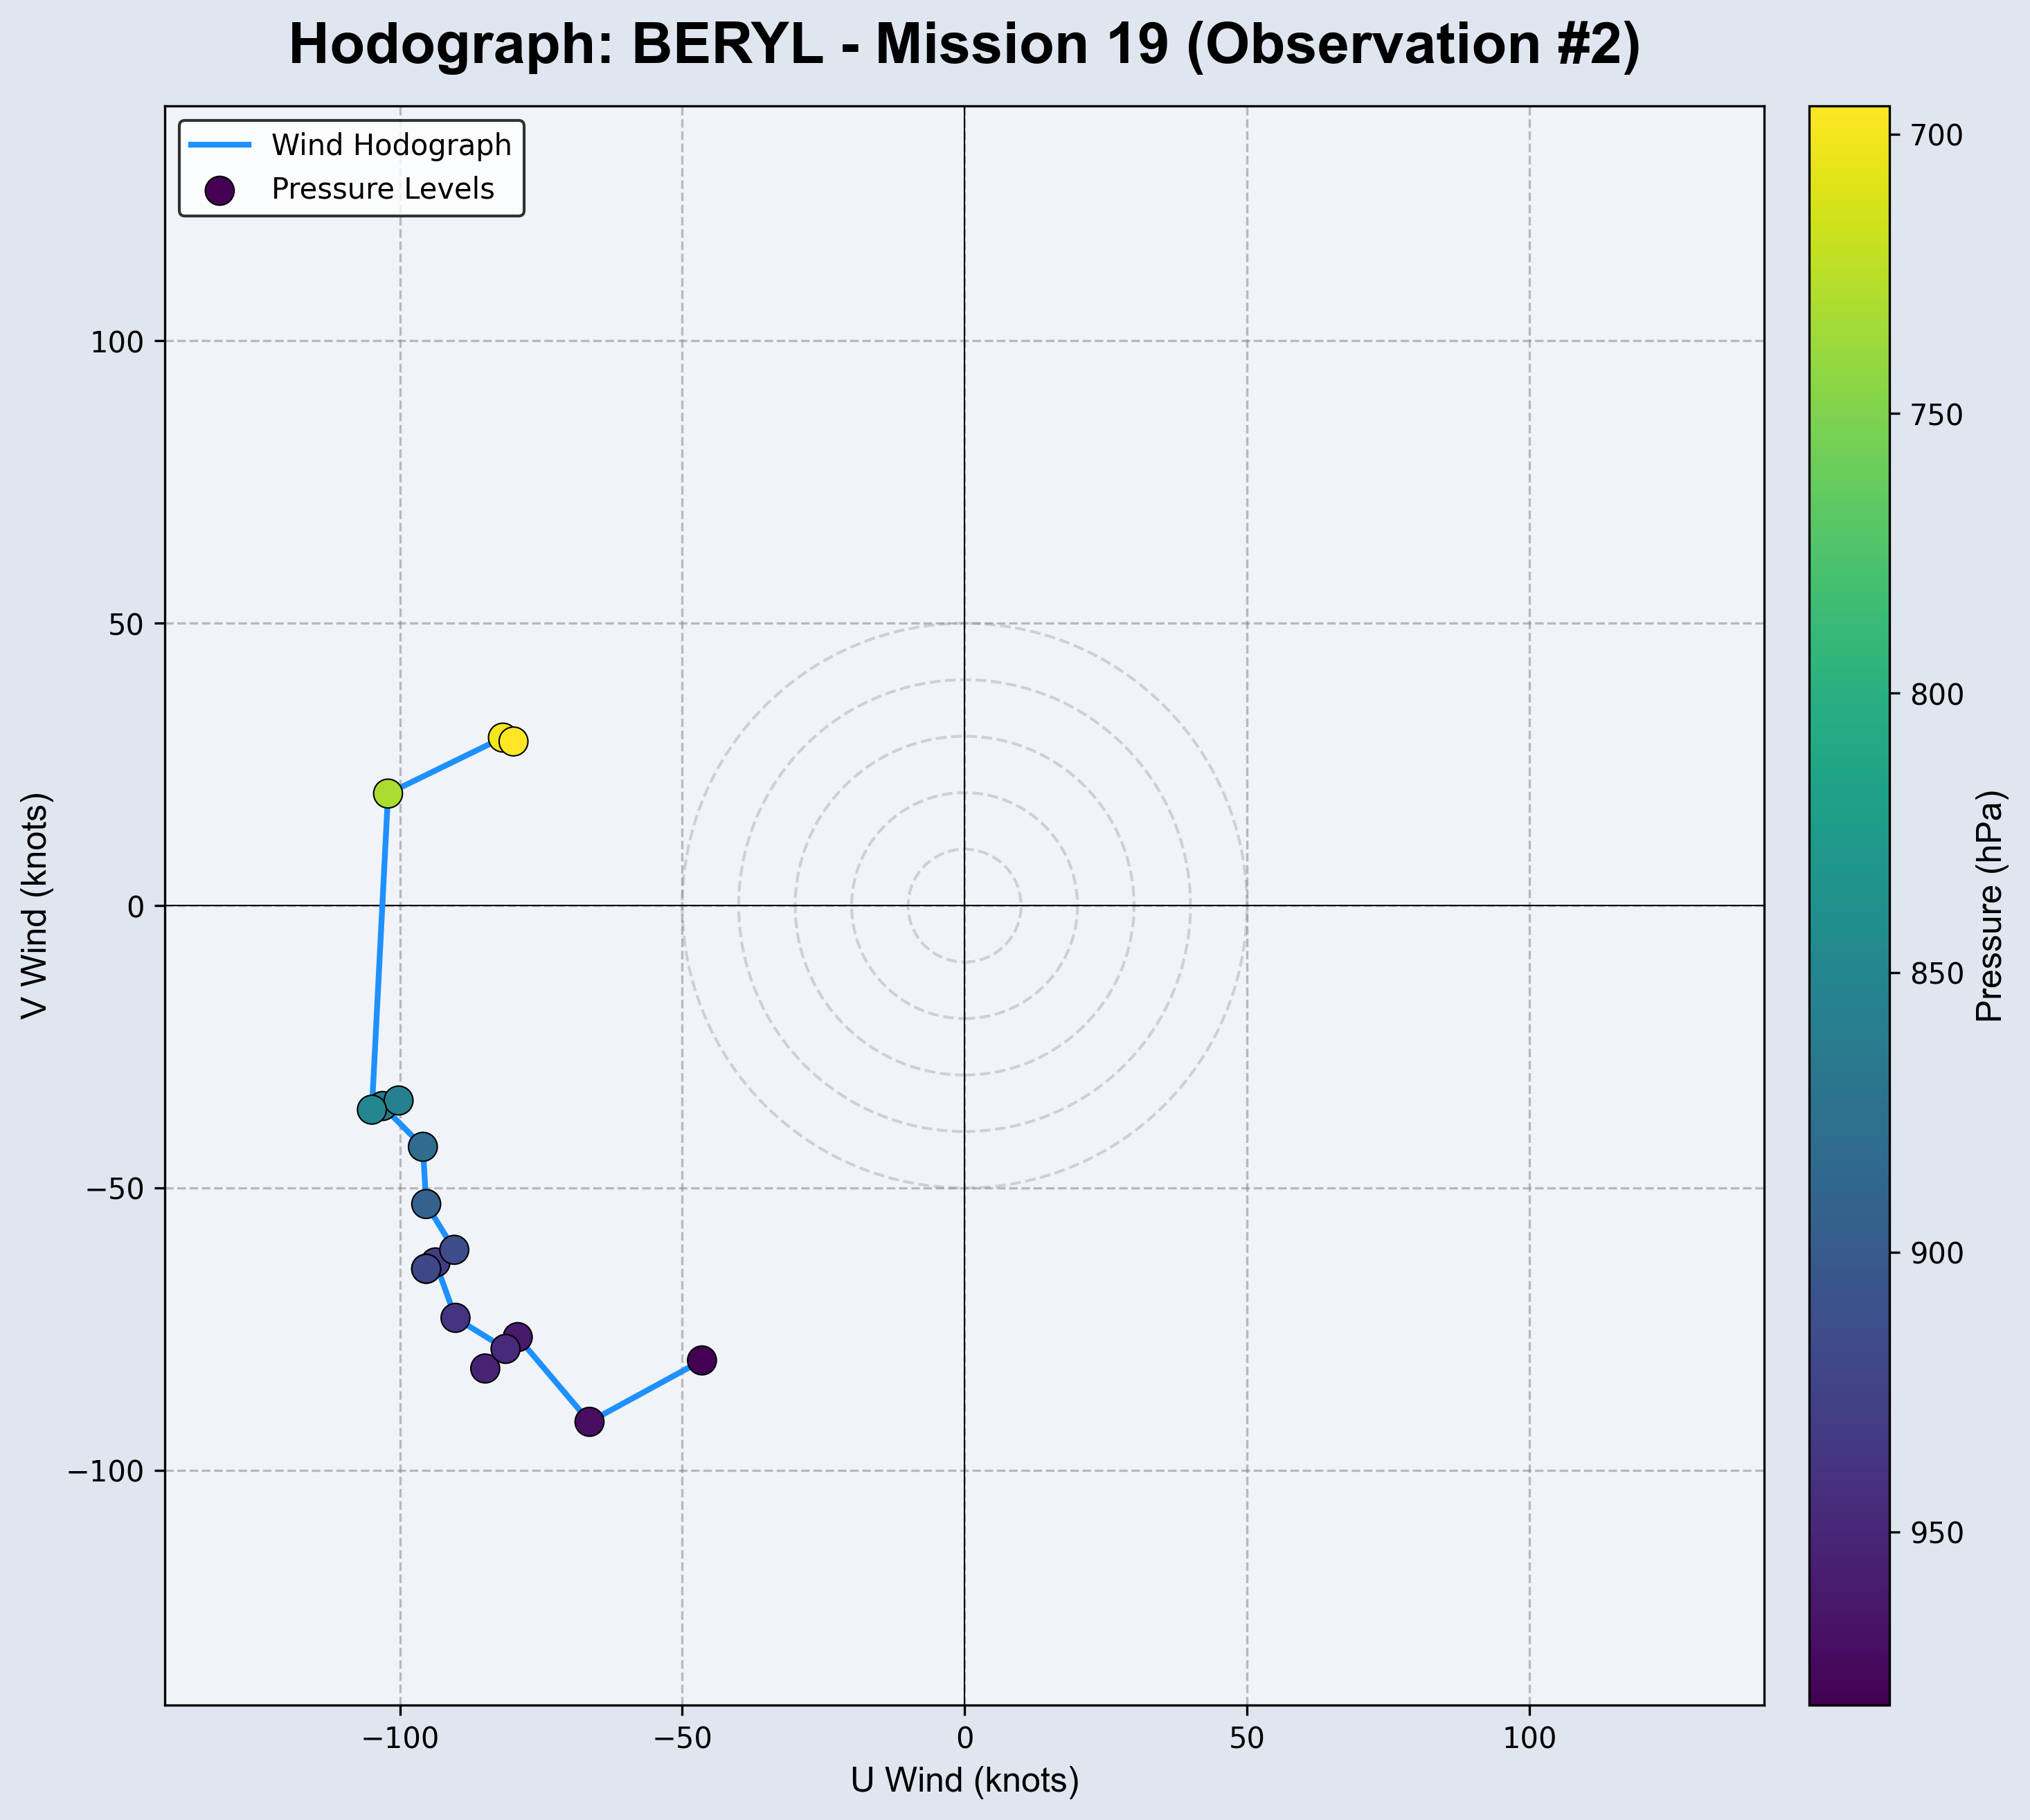 Hodograph: BERYL - Mission 19 (Observation #2)
Wind Hodograph
Pressure Levels
100
50
0
−50
−100
V Wind (knots)
−100
−50
0
50
100
U Wind (knots)
700
750
800
850
900
950
Pressure (hPa)